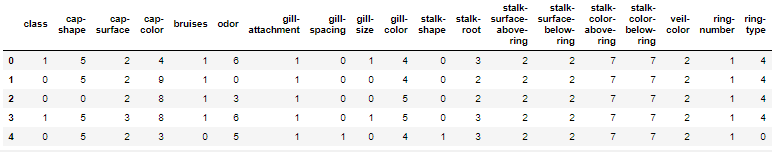 class cap-shape cap-surface cap-color bruises odor gill-attachment gill-spacing gill-size gill-color stalk-shape stalk-root stalk-surface-above-ring stalk-surface-below-ring stalk-color-above-ring stalk-color-below-ring veil-color ring-number ring-type
0 1 5 2 4 1 6 1 0 1 4 0 3 2 2 7 7 2 1 4
1 0 5 2 9 1 0 1 0 0 4 0 2 2 2 7 7 2 1 4
2 0 0 2 8 1 3 1 0 0 5 0 2 2 2 7 7 2 1 4
3 1 5 3 8 1 6 1 0 1 5 0 3 2 2 7 7 2 1 4
4 0 5 2 3 0 5 1 1 0 4 1 3 2 2 7 7 2 1 0